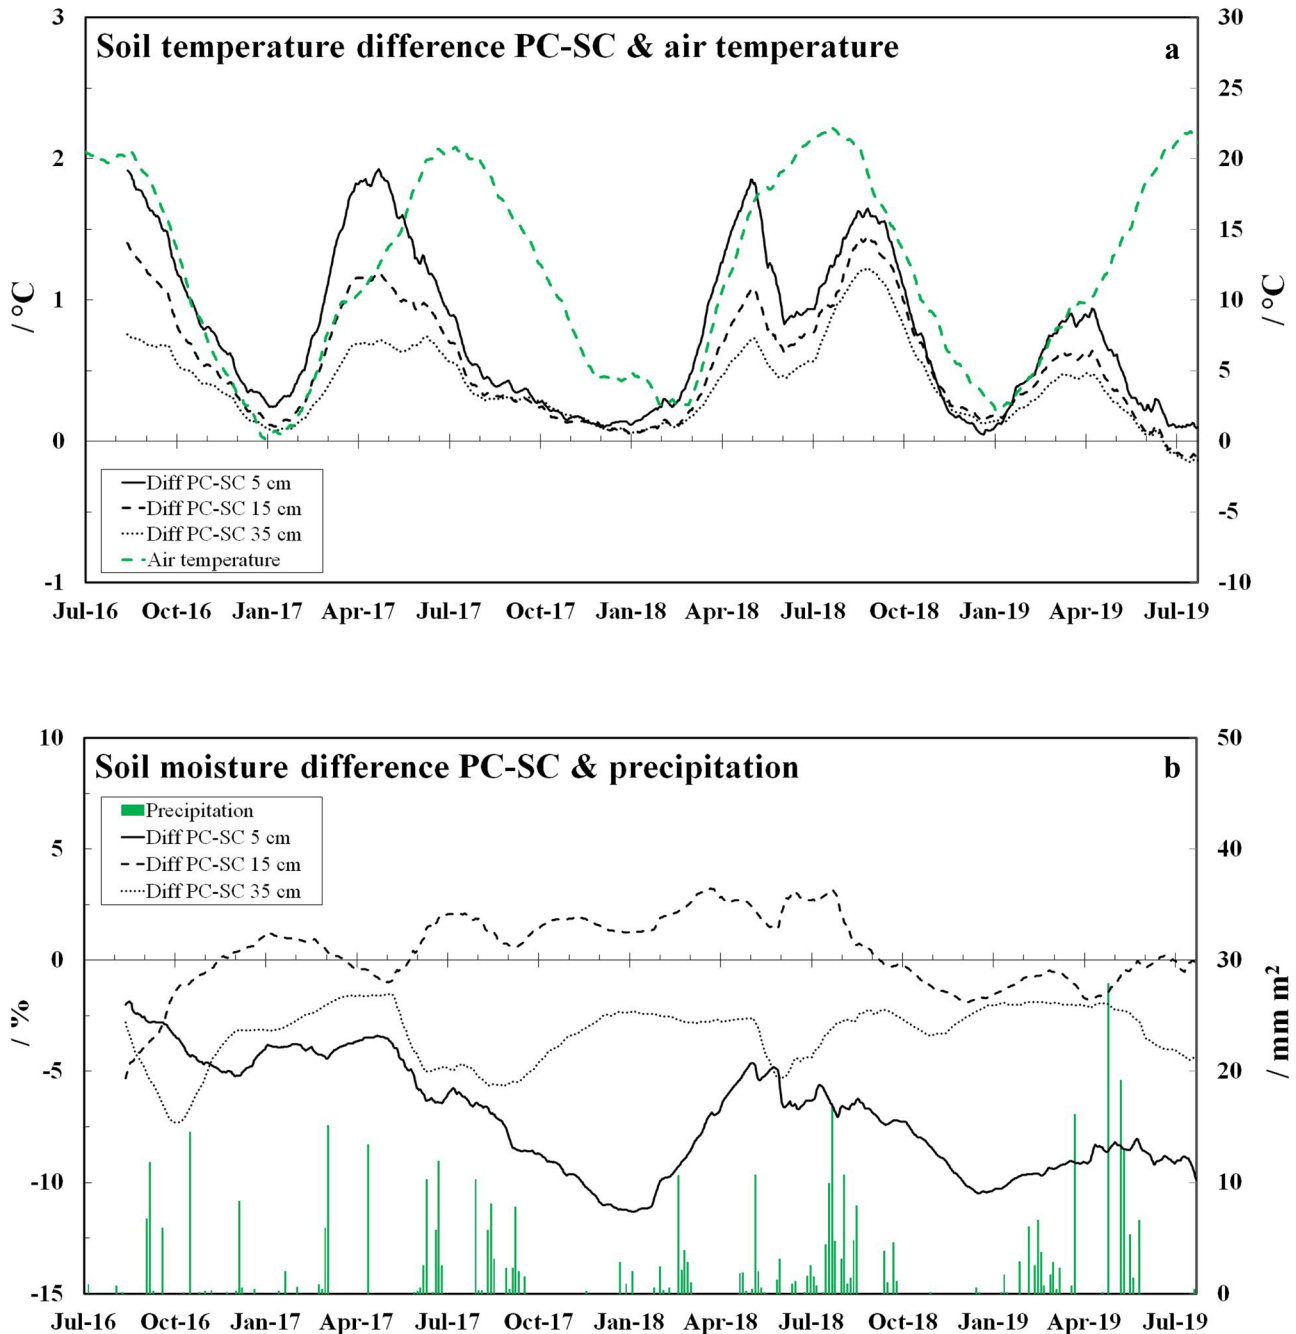 Soil temperature difference PC-SC & air temperature
a
3
2
1
0
-1
/ °C
30
25
20
15
10
5
0
-5
-10
/ °C
Diff PC-SC 5 cm
Diff PC-SC 15 cm
Diff PC-SC 35 cm
Air temperature
Jul-16 Oct-16 Jan-17 Apr-17 Jul-17 Oct-17 Jan-18 Apr-18 Jul-18 Oct-18 Jan-19 Apr-19 Jul-19
Soil moisture difference PC-SC & precipitation
b
10
5
0
-5
-10
-15
/ %
50
40
30
20
10
0
/ mm m²
Precipitation
Diff PC-SC 5 cm
Diff PC-SC 15 cm
Diff PC-SC 35 cm
Jul-16 Oct-16 Jan-17 Apr-17 Jul-17 Oct-17 Jan-18 Apr-18 Jul-18 Oct-18 Jan-19 Apr-19 Jul-19